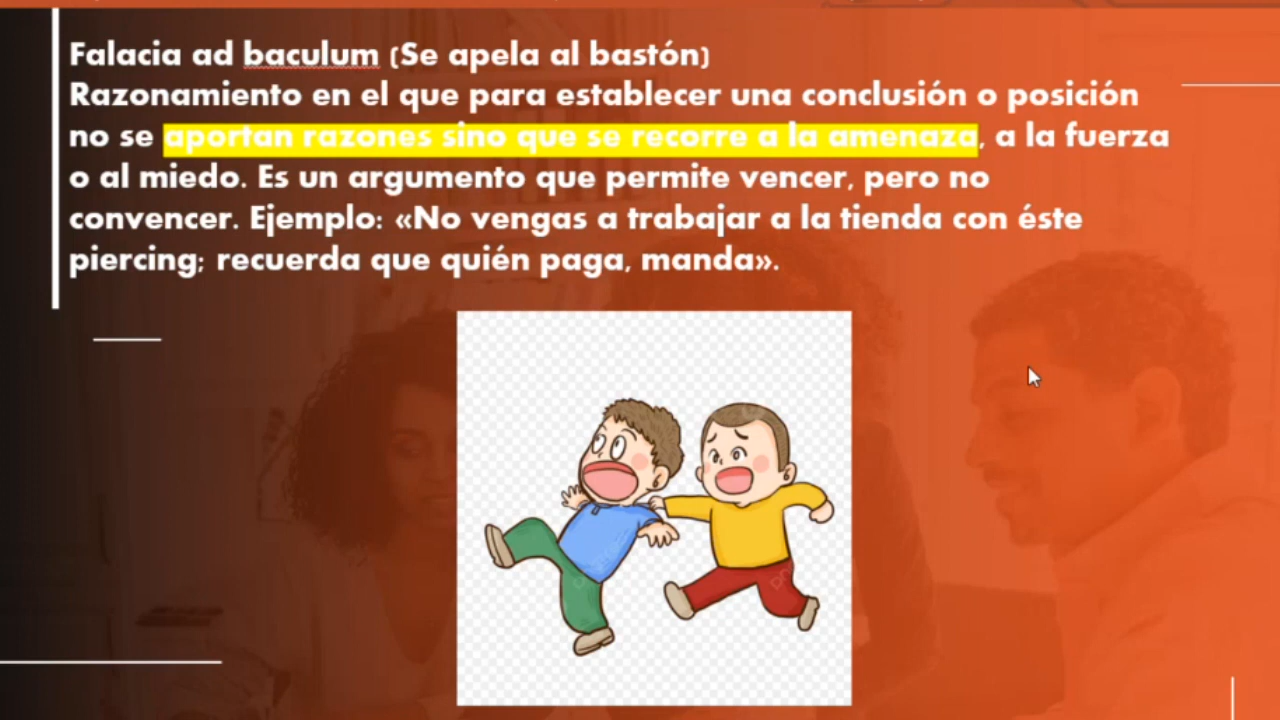 Falacia ad baculum (Se apela al bastón)
Razonamiento en el que para establecer una conclusión o posición
no se aportan razones sino que se recorre a la amenaza, a la fuerza
o al miedo. Es un argumento que permite vencer, pero no
convencer. Ejemplo: «No vengas a trabajar a la tienda con éste
piercing; recuerda que quién paga, manda».